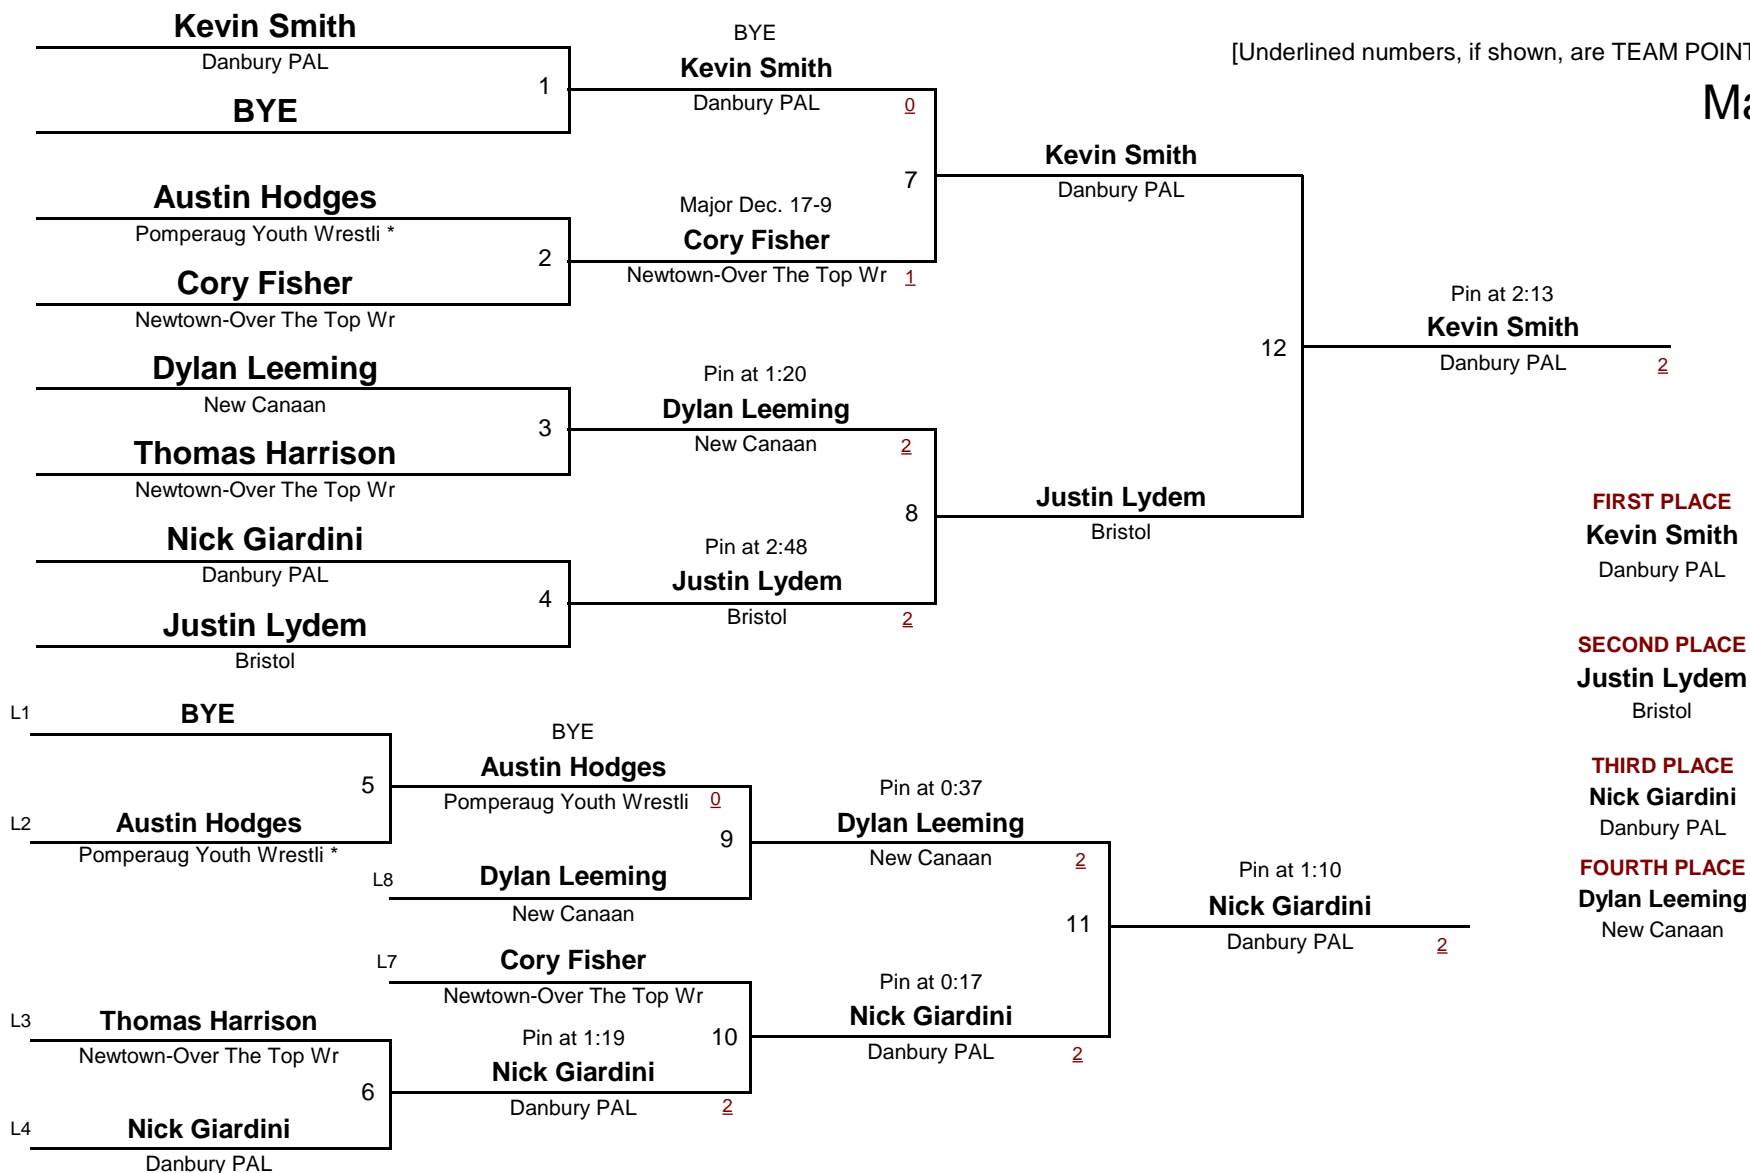 Kevin Smith
Danbury PAL
1
BYE
BYE
Kevin Smith
Danbury PAL 0
[Underlined numbers, if shown, are TEAM POINT
Ma
Austin Hodges
Pomperaug Youth Wrestli *
2
Cory Fisher
Newtown-Over The Top Wr
Major Dec. 17-9
Cory Fisher
Newtown-Over The Top Wr 1
7
Kevin Smith
Danbury PAL
Dylan Leeming
New Canaan
3
Thomas Harrison
Newtown-Over The Top Wr
Pin at 1:20
Dylan Leeming
New Canaan 2
Nick Giardini
Danbury PAL
4
Justin Lydem
Bristol
Pin at 2:48
Justin Lydem
Bristol 2
8
Justin Lydem
Bristol
12
Pin at 2:13
Kevin Smith
Danbury PAL 2
FIRST PLACE
Kevin Smith
Danbury PAL
SECOND PLACE
Justin Lydem
Bristol
THIRD PLACE
Nick Giardini
Danbury PAL
FOURTH PLACE
Dylan Leeming
New Canaan
L1 BYE
5
L2 Austin Hodges
Pomperaug Youth Wrestli *
BYE
Austin Hodges
Pomperaug Youth Wrestli 0
9
L8 Dylan Leeming
New Canaan
Pin at 0:37
Dylan Leeming
New Canaan 2
L7 Cory Fisher
Newtown-Over The Top Wr
10
L3 Thomas Harrison
Newtown-Over The Top Wr
6
L4 Nick Giardini
Danbury PAL
Pin at 1:19
Nick Giardini
Danbury PAL 2
Pin at 0:17
Nick Giardini
Danbury PAL 2
11
Pin at 1:10
Nick Giardini
Danbury PAL 2